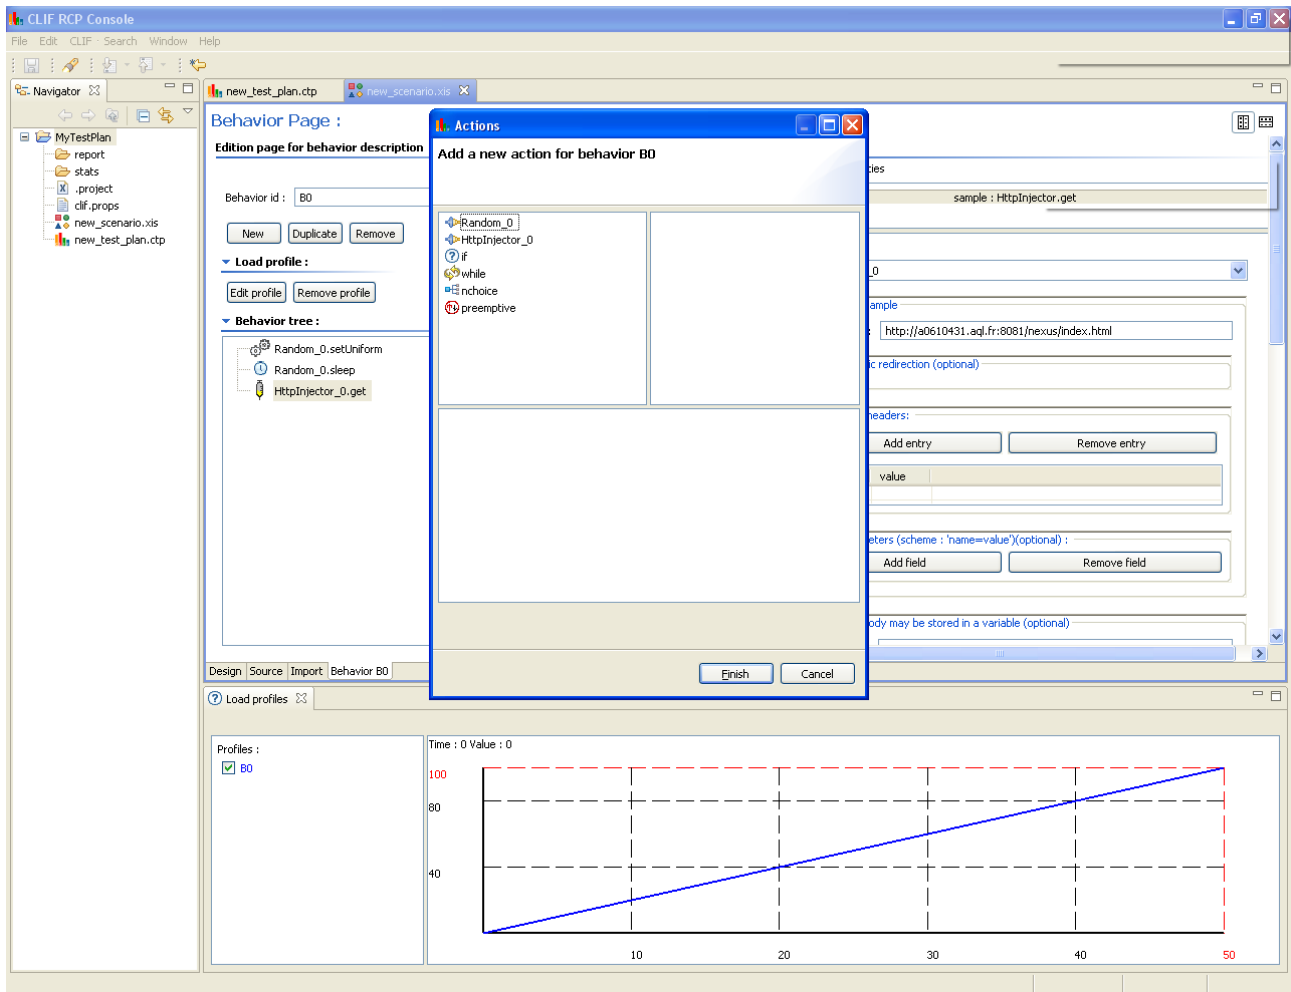 CLIF RCP Console
File Edit CLIF Search Window Help
Navigator
new_test_plan.ctp
new_scenario.xis
MyTestPlan
report
stats
.project
clif.props
new_scenario.xis
new_test_plan.ctp
Behavior Page :
Edition page for behavior description
Behavior id : B0
New Duplicate Remove
Load profile :
Edit profile Remove profile
Behavior tree :
Random_0.setUniform
Random_0.sleep
HttpInjector_0.get
Design Source Import Behavior B0
Actions
Add a new action for behavior B0
Random_0
HttpInjector_0
if
while
nchoice
preemptive
Finish Cancel
ties
sample : HttpInjector.get
_0
ample
: http://a0610431.aql.fr:8081/nexus/index.html
ic redirection (optional)
headers:
Add entry Remove entry
value
eters (scheme : 'name=value')(optional) :
Add field Remove field
ody may be stored in a variable (optional)
Load profiles
Profiles :
B0
Time : 0 Value : 0
100
80
40
10 20 30 40 50